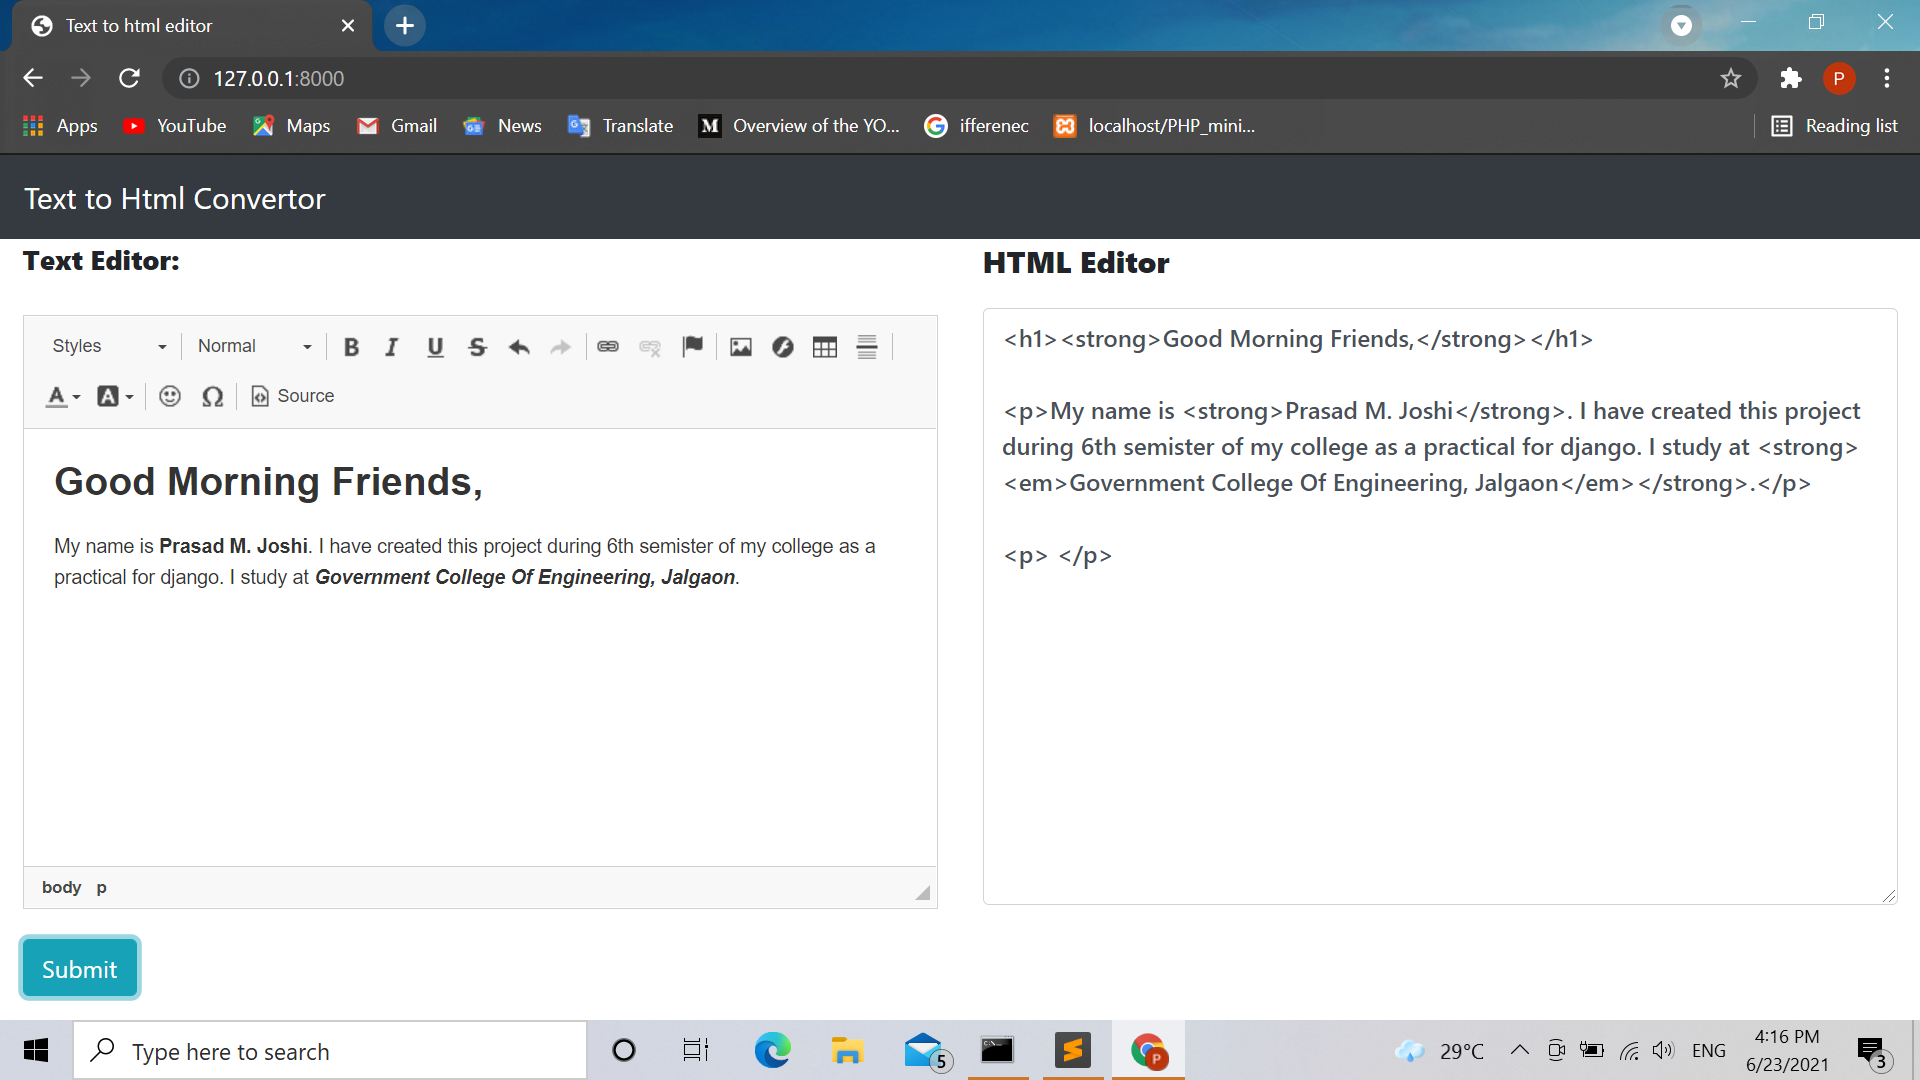 Text to html editor
127.0.0.1:8000
P
Apps YouTube Maps Gmail News Translate Overview of the YO... ifferenec localhost/PHP_mini... Reading list
Text to Html Convertor
Text Editor:
Styles Normal B I U S
A A Ω Source
Good Morning Friends,
My name is Prasad M. Joshi. I have created this project during 6th semister of my college as a
practical for django. I study at Government College Of Engineering, Jalgaon.
body p
Submit
HTML Editor
<h1><strong>Good Morning Friends,</strong></h1>
<p>My name is <strong>Prasad M. Joshi</strong>. I have created this project
during 6th semister of my college as a practical for django. I study at <strong>
<em>Government College Of Engineering, Jalgaon</em></strong>.</p>
<p> </p>
Type here to search
5
P
29°C
ENG
4:16 PM
6/23/2021
3